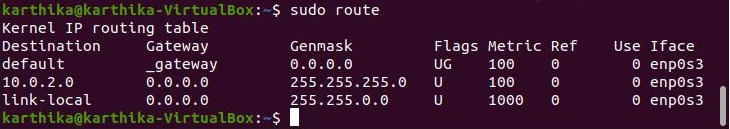 karthika@karthika-VirtualBox:~$ sudo route
Kernel IP routing table
Destination     Gateway         Genmask         Flags Metric Ref    Use Iface
default         _gateway        0.0.0.0         UG    100    0        0 enp0s3
10.0.2.0        0.0.0.0         255.255.255.0   U     100    0        0 enp0s3
link-local      0.0.0.0         255.255.0.0     U     1000   0        0 enp0s3
karthika@karthika-VirtualBox:~$